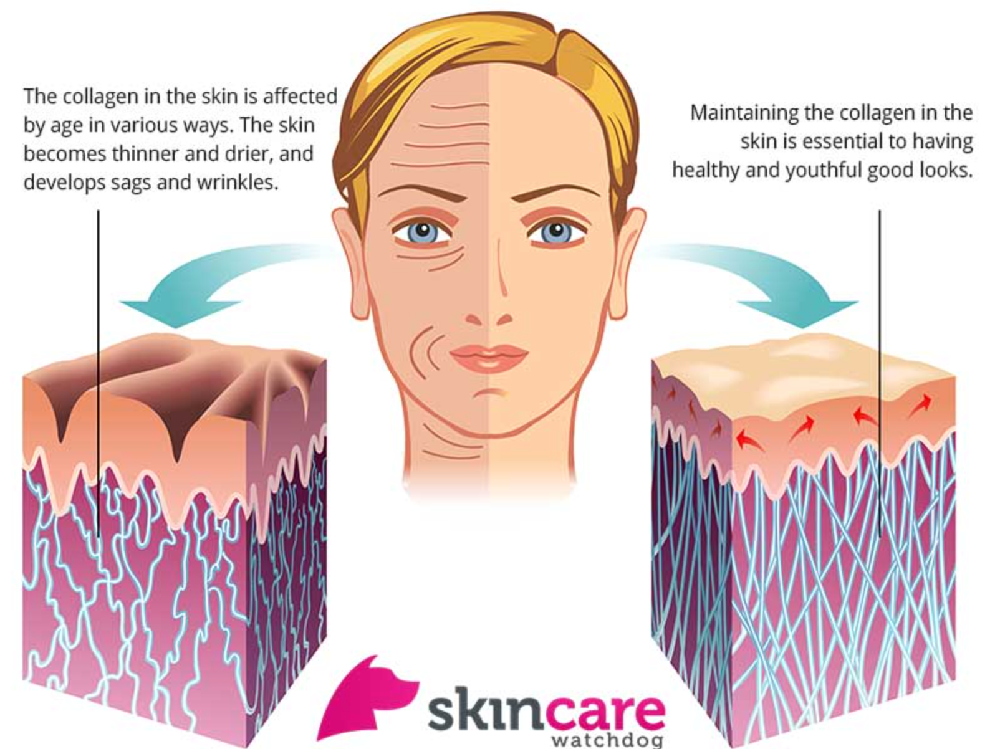 The collagen in the skin is affected
by age in various ways. The skin
becomes thinner and drier, and
develops sags and wrinkles.
Maintaining the collagen in the
skin is essential to having
healthy and youthful good looks.
skincare
watchdog